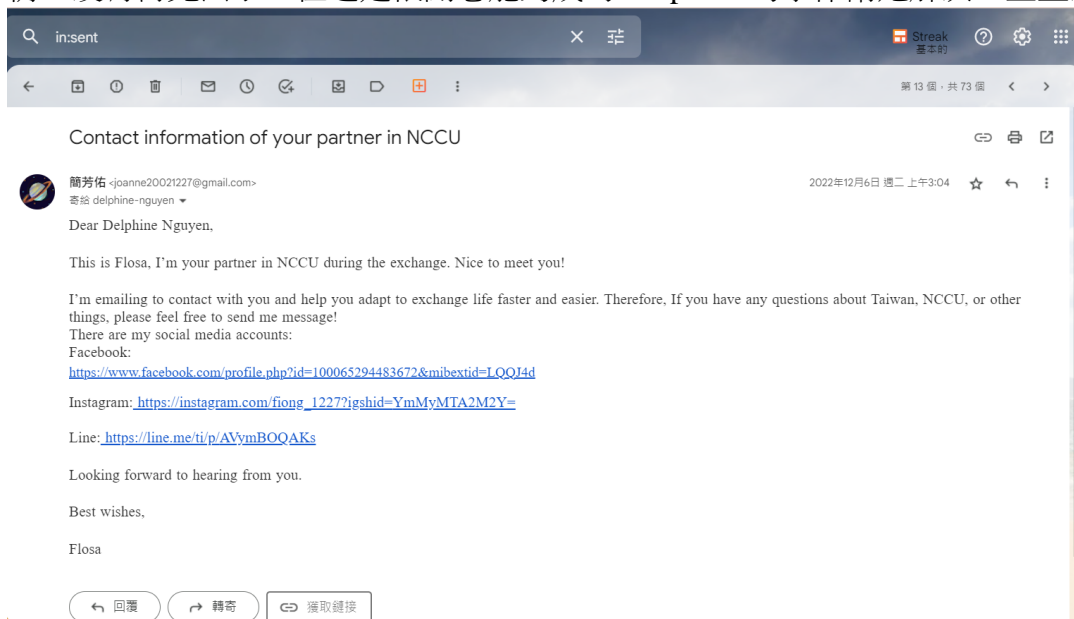 in:sent
Streak
基本的
第 13 個，共 73 個
Contact information of your partner in NCCU
簡芳佑 <joanne20021227@gmail.com>
2022年12月6日 週二 上午3:04
寄給 delphine-nguyen
Dear Delphine Nguyen,
This is Flosa, I’m your partner in NCCU during the exchange. Nice to meet you!
I’m emailing to contact with you and help you adapt to exchange life faster and easier. Therefore, If you have any questions about Taiwan, NCCU, or other
things, please feel free to send me message!
There are my social media accounts:
Facebook:
https://www.facebook.com/profile.php?id=100065294483672&mibextid=LQQJ4d
Instagram: https://instagram.com/fiong_1227?igshid=YmMyMTA2M2Y=
Line: https://line.me/ti/p/AVymBOQAKs
Looking forward to hearing from you.
Best wishes,
Flosa
回覆
轉寄
獲取鏈接